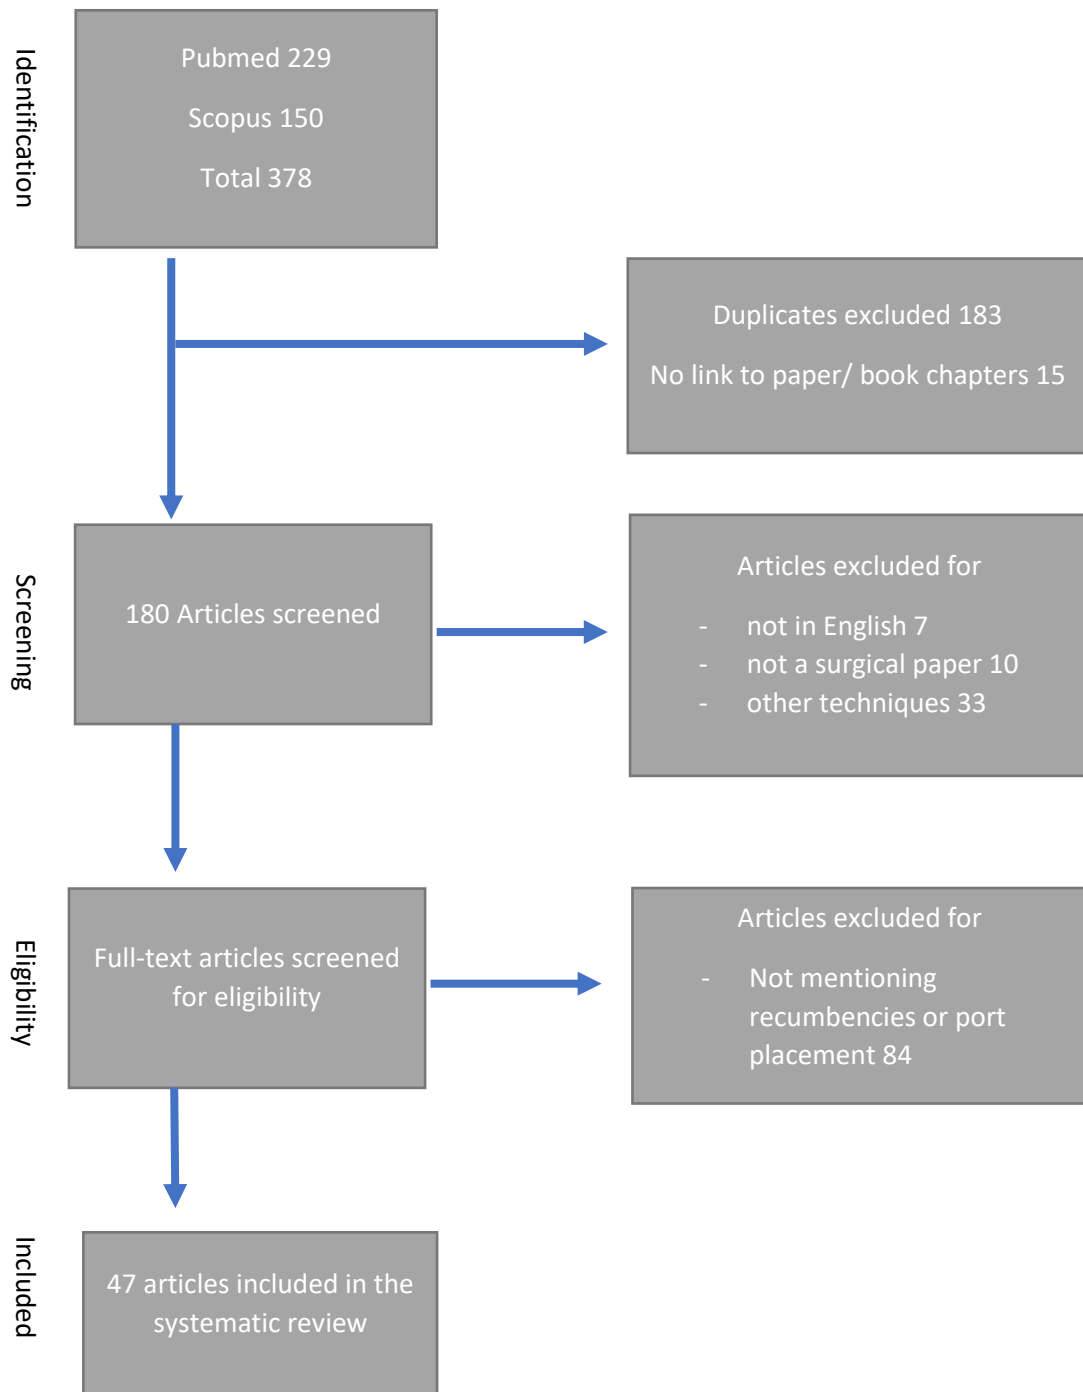 Identification
Pubmed 229
Scopus 150
Total 378
Duplicates excluded 183
No link to paper/ book chapters 15
Screening
180 Articles screened
Articles excluded for
- not in English 7
- not a surgical paper 10
- other techniques 33
Eligibility
Full-text articles screened
for eligibility
Articles excluded for
- Not mentioning
recumbencies or port
placement 84
Included
47 articles included in the
systematic review